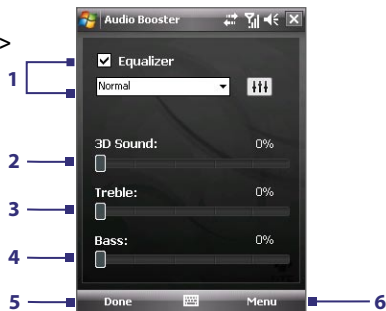 Audio Booster
>
1
Equalizer
Normal
2
3D Sound: 0%
3
Treble: 0%
4
Bass: 0%
5
Done Menu
6